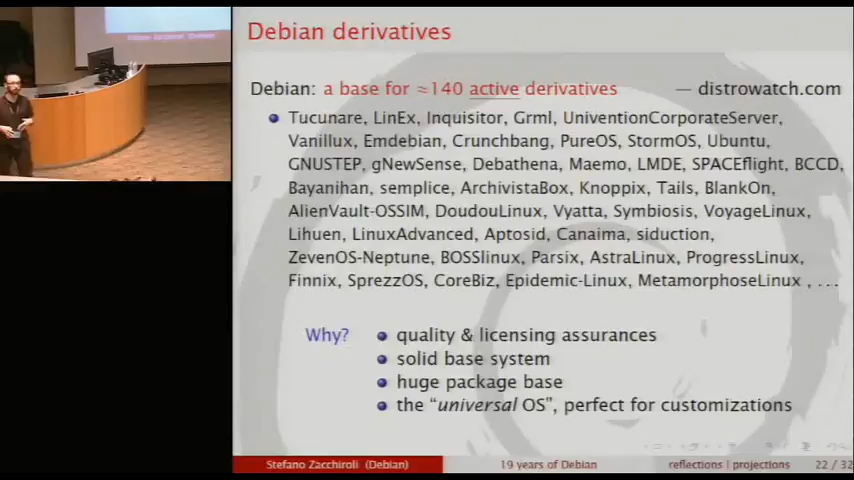 Debian derivatives
Debian: a base for ≈140 active derivatives — distrowatch.com
Tucunare, LinEx, Inquisitor, Grml, UniventionCorporateServer,
Vanillux, Emdebian, Crunchbang, PureOS, StormOS, Ubuntu,
GNUSTEP, gNewSense, Debathena, Maemo, LMDE, SPACEflight, BCCD,
Bayanihan, semplice, ArchivistaBox, Knoppix, Tails, BlankOn,
AlienVault-OSSIM, DoudouLinux, Vyatta, Symbiosis, VoyageLinux,
Lihuen, LinuxAdvanced, Aptosid, Canaima, siduction,
ZevenOS-Neptune, BOSSlinux, Parsix, AstraLinux, ProgressLinux,
Finnix, SprezzOS, CoreBiz, Epidemic-Linux, MetamorphoseLinux , ...
Why? quality & licensing assurances
solid base system
huge package base
the “universal OS”, perfect for customizations
Stefano Zacchiroli (Debian) 19 years of Debian reflections | projections 22 / 32